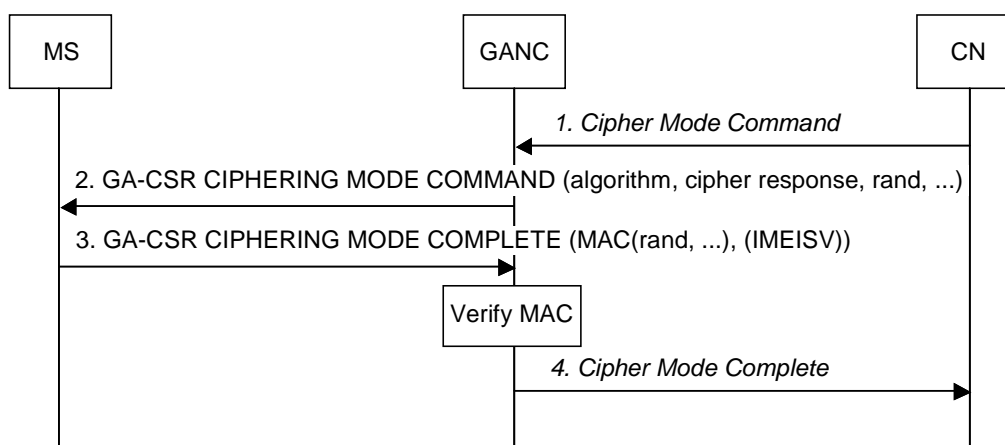 MS
GANC
CN
1. Cipher Mode Command
2. GA-CSR CIPHERING MODE COMMAND (algorithm, cipher response, rand, ...)
3. GA-CSR CIPHERING MODE COMPLETE (MAC(rand, ...), (IMEISV))
Verify MAC
4. Cipher Mode Complete